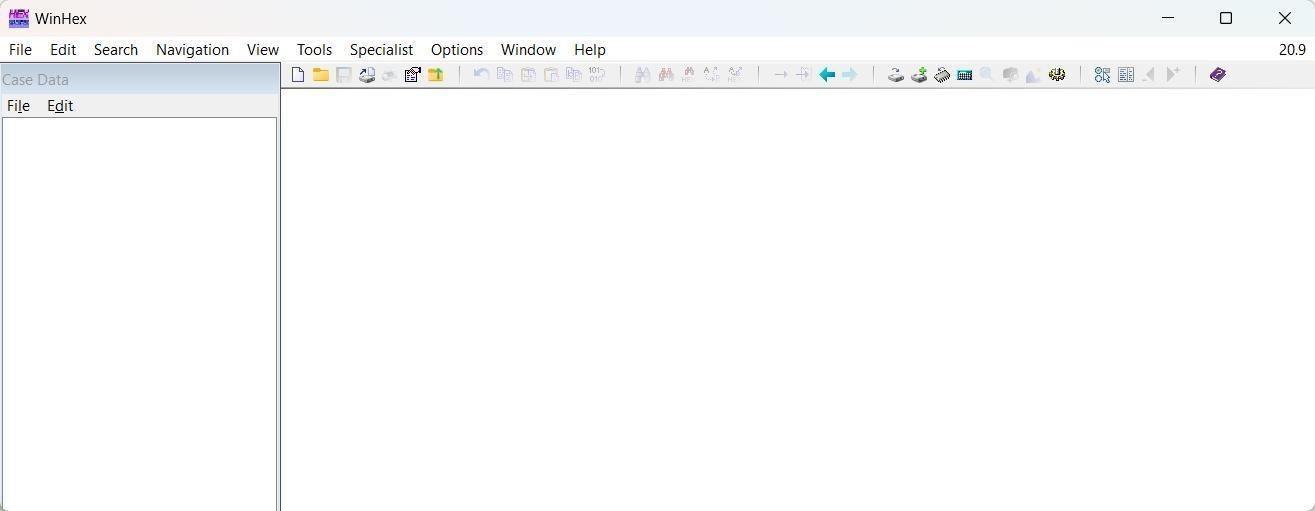 WinHex
File Edit Search Navigation View Tools Specialist Options Window Help 20.9
Case Data
File Edit